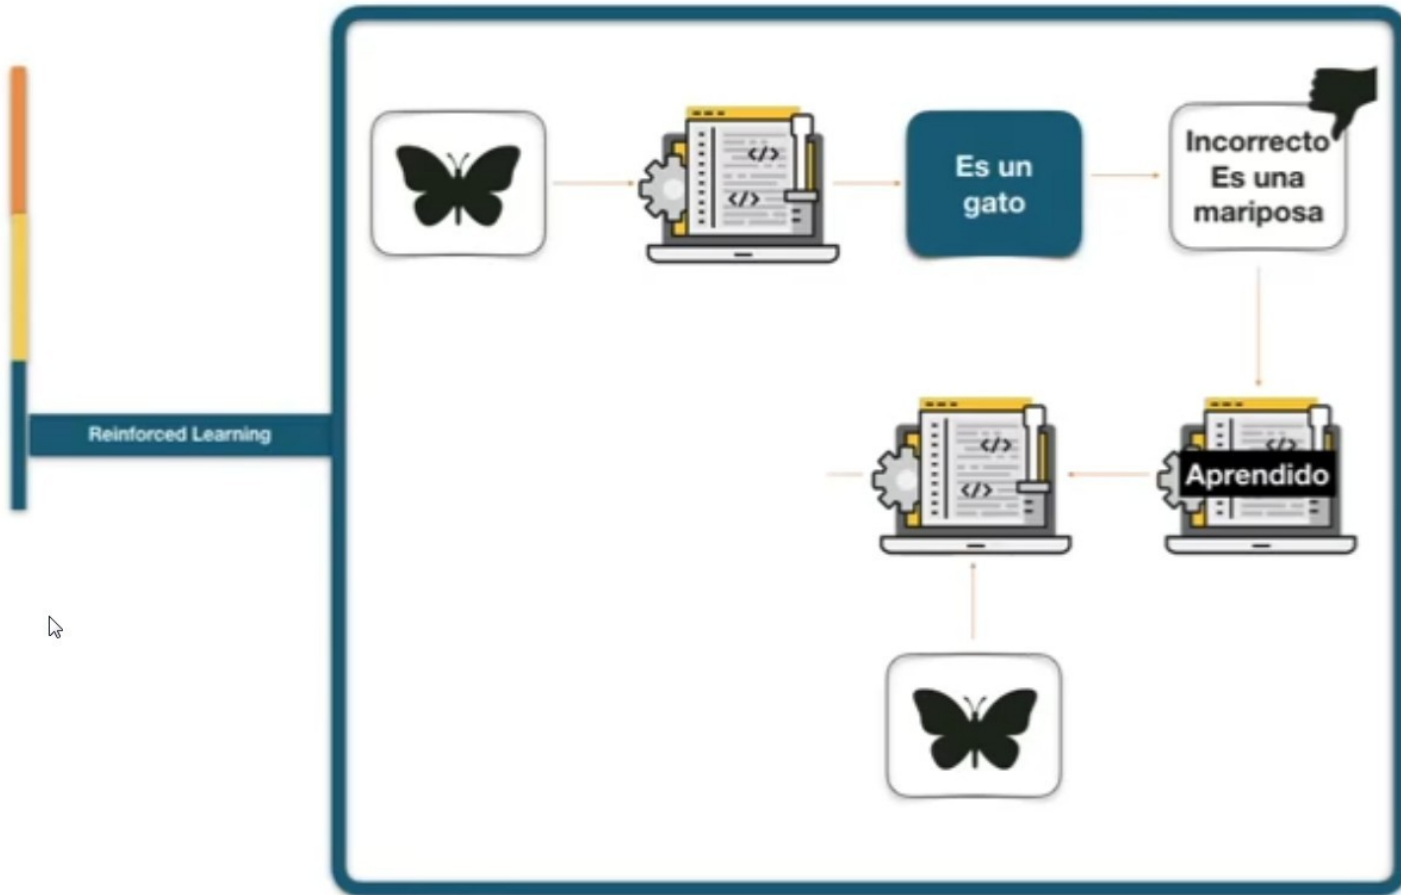 Es un
gato
Incorrecto
Es una
mariposa
Reinforced Learning
</>
</>
</>
</>
</>
Aprendido